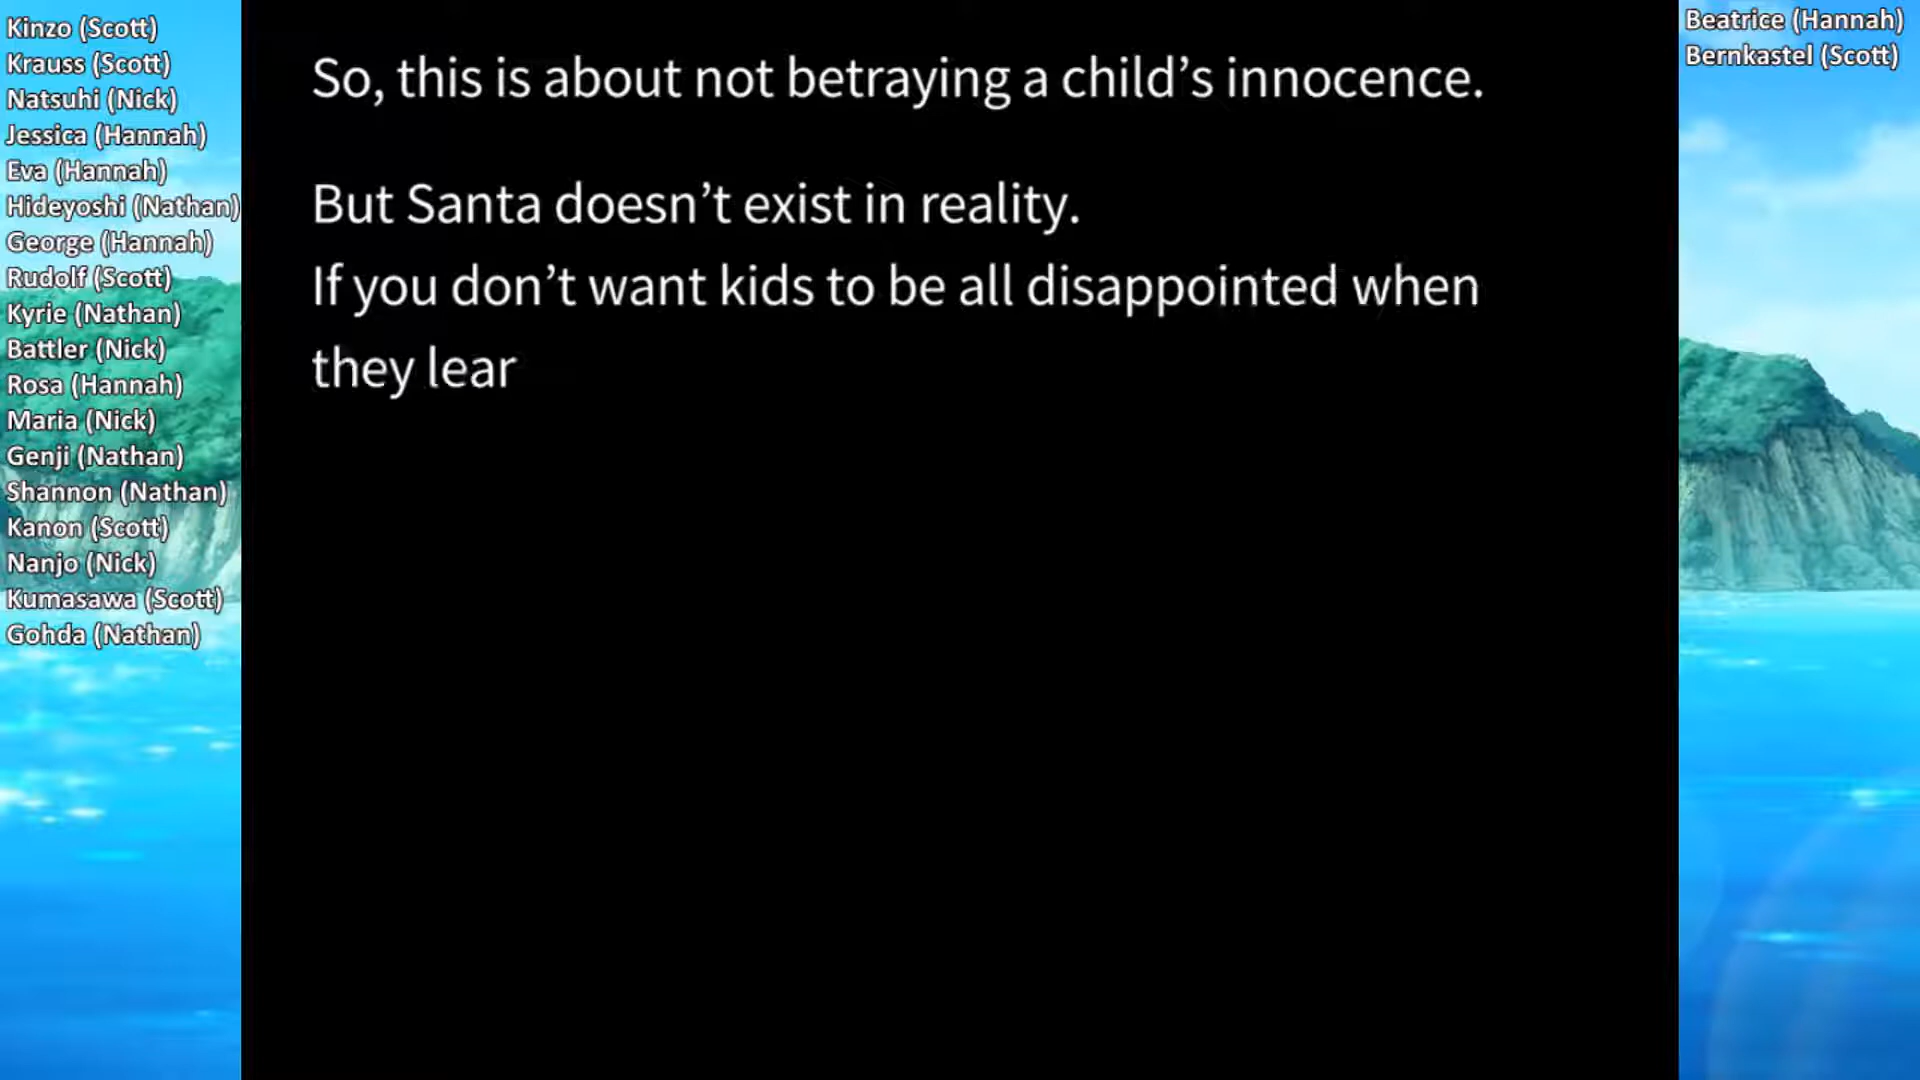 Kinzo (Scott)
Krauss (Scott)
Natsuhi (Nick)
Jessica (Hannah)
Eva (Hannah)
Hideyoshi (Nathan)
George (Hannah)
Rudolf (Scott)
Kyrie (Nathan)
Battler (Nick)
Rosa (Hannah)
Maria (Nick)
Genji (Nathan)
Shannon (Nathan)
Kanon (Scott)
Nanjo (Nick)
Kumasawa (Scott)
Gohda (Nathan)
So, this is about not betraying a child’s innocence.
But Santa doesn’t exist in reality.
If you don’t want kids to be all disappointed when
they lear
Beatrice (Hannah)
Bernkastel (Scott)